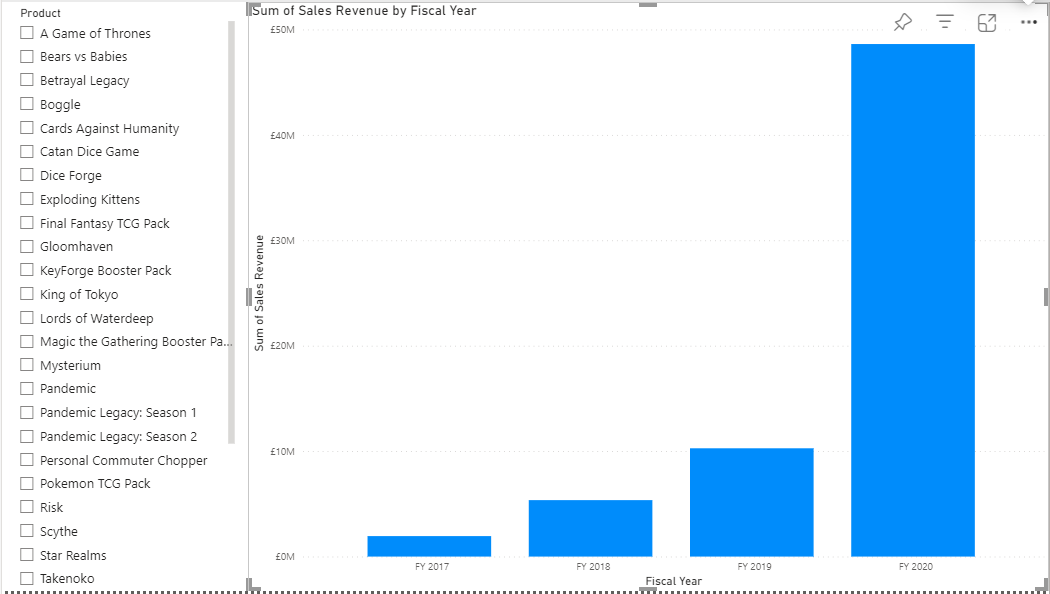 Product
A Game of Thrones
Bears vs Babies
Betrayal Legacy
Boggle
Cards Against Humanity
Catan Dice Game
Dice Forge
Exploding Kittens
Final Fantasy TCG Pack
Gloomhaven
KeyForge Booster Pack
King of Tokyo
Lords of Waterdeep
Magic the Gathering Booster Pa...
Mysterium
Pandemic
Pandemic Legacy: Season 1
Pandemic Legacy: Season 2
Personal Commuter Chopper
Pokemon TCG Pack
Risk
Scythe
Star Realms
Takenoko
Sum of Sales Revenue by Fiscal Year
£50M
£40M
£30M
£20M
£10M
£0M
Sum of Sales Revenue
FY 2017
FY 2018
FY 2019
FY 2020
Fiscal Year